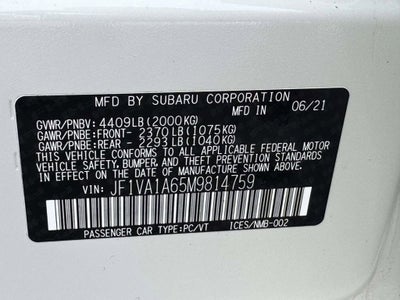 MFD BY SUBARU CORPORATION 06/21
GVWR/PNBV: 4409LB(2000KG)
GAWR/PNBE:FRONT- 2370LB(1075KG)
GAWR/PNBE:REAR - 2293LB(1040KG)
THIS VEHICLE CONFORMS TO ALL APPLICABLE FEDERAL MOTOR
VEHICLE SAFETY, BUMPER, AND THEFT PREVENTION STANDARDS
IN EFFECT ON THE DATE OF MANUFACTURE SHOWN ABOVE.
VIN: JF1VA1A65M9814759
PASSENGER CAR TYPE:PC/VT ICES/NMB-002